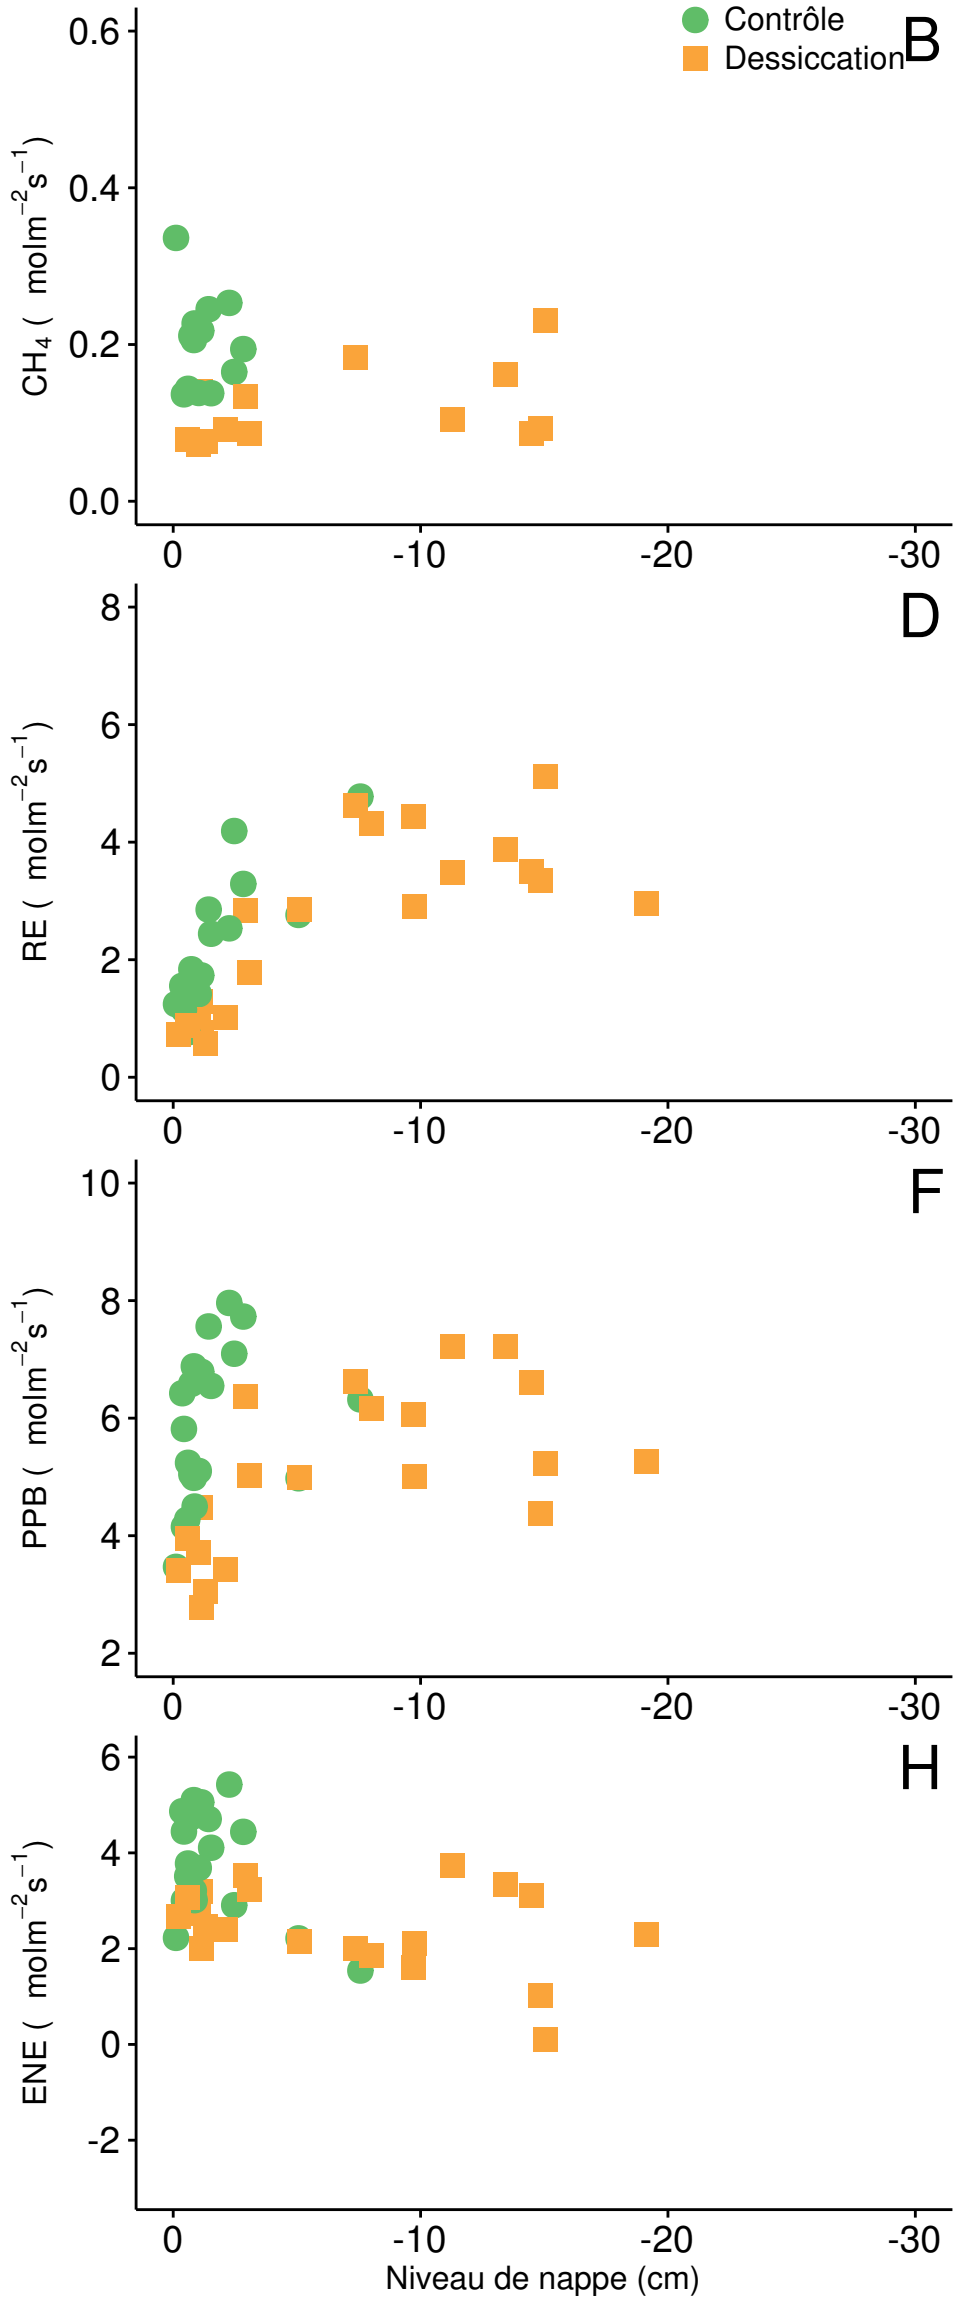 Contrôle
Dessiccation
B
0.6
0.4
0.2
0.0
CH₄ ( molm⁻²s⁻¹)
0 -10 -20 -30
D
8
6
4
2
0
RE ( molm⁻²s⁻¹)
0 -10 -20 -30
F
10
8
6
4
2
PPB ( molm⁻²s⁻¹)
0 -10 -20 -30
H
6
4
2
0
-2
ENE ( molm⁻²s⁻¹)
0 -10 -20 -30
Niveau de nappe (cm)